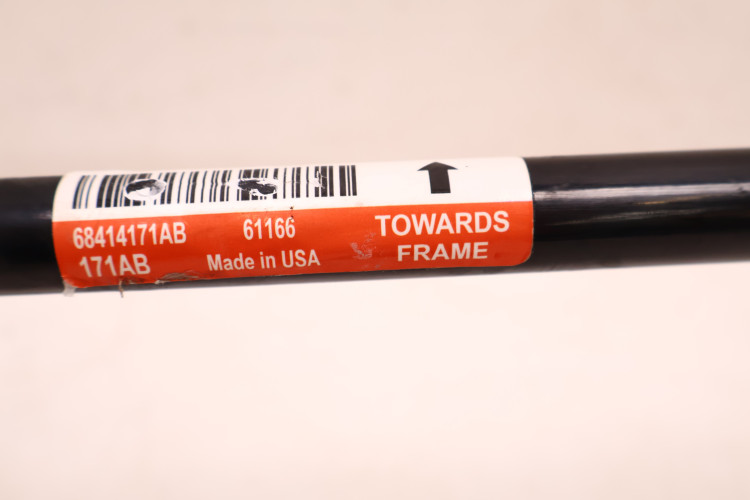 68414171AB 61166 TOWARDS
171AB Made in USA FRAME